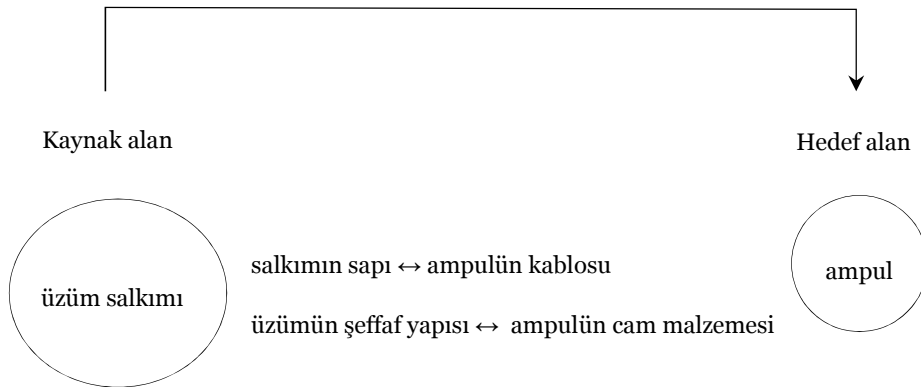 Kaynak alan
Hedef alan
üzüm salkımı
salkımın sapı ↔ ampulün kablosu
üzümün şeffaf yapısı ↔ ampulün cam malzemesi
ampul